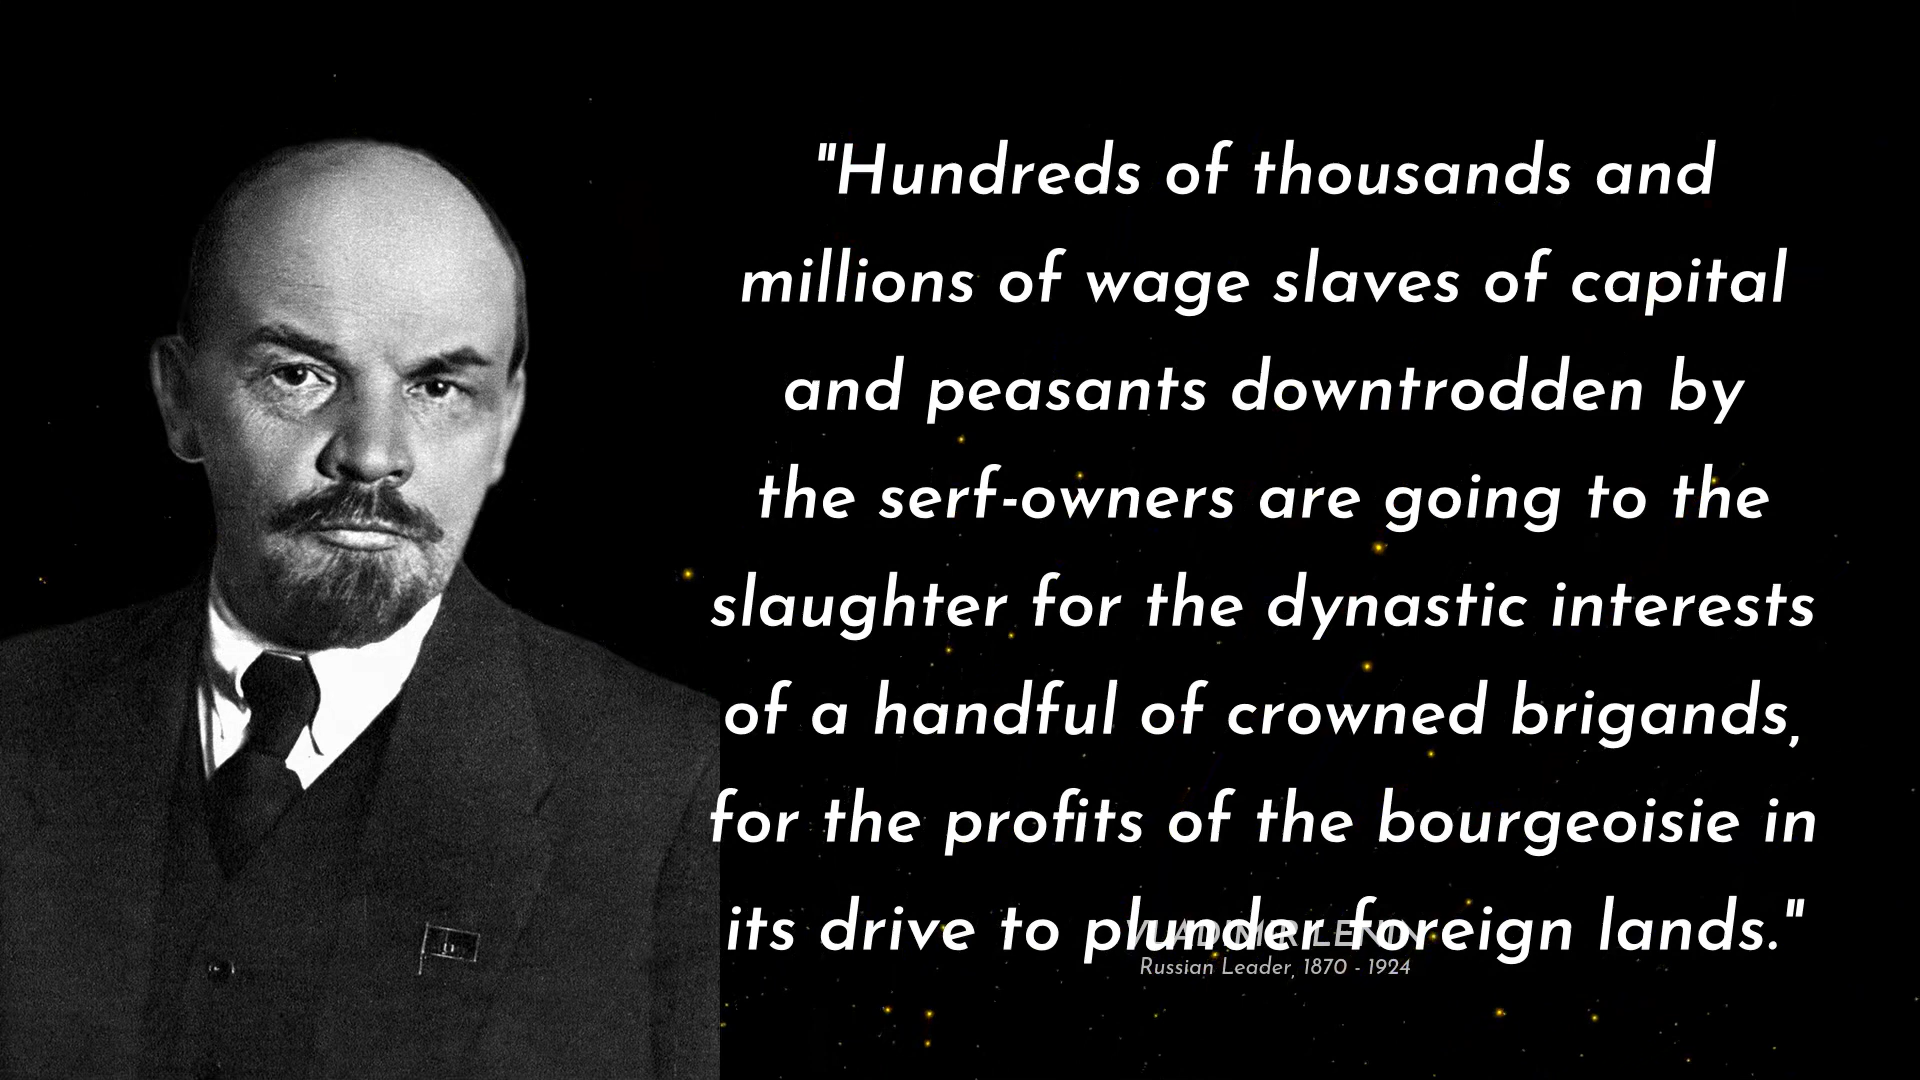 "Hundreds of thousands and
millions of wage slaves of capital
and peasants downtrodden by
the serf-owners are going to the
slaughter for the dynastic interests
of a handful of crowned brigands,
for the profits of the bourgeoisie in
its drive to plunder foreign lands."
VLADIMIR LENIN
Russian Leader, 1870 - 1924